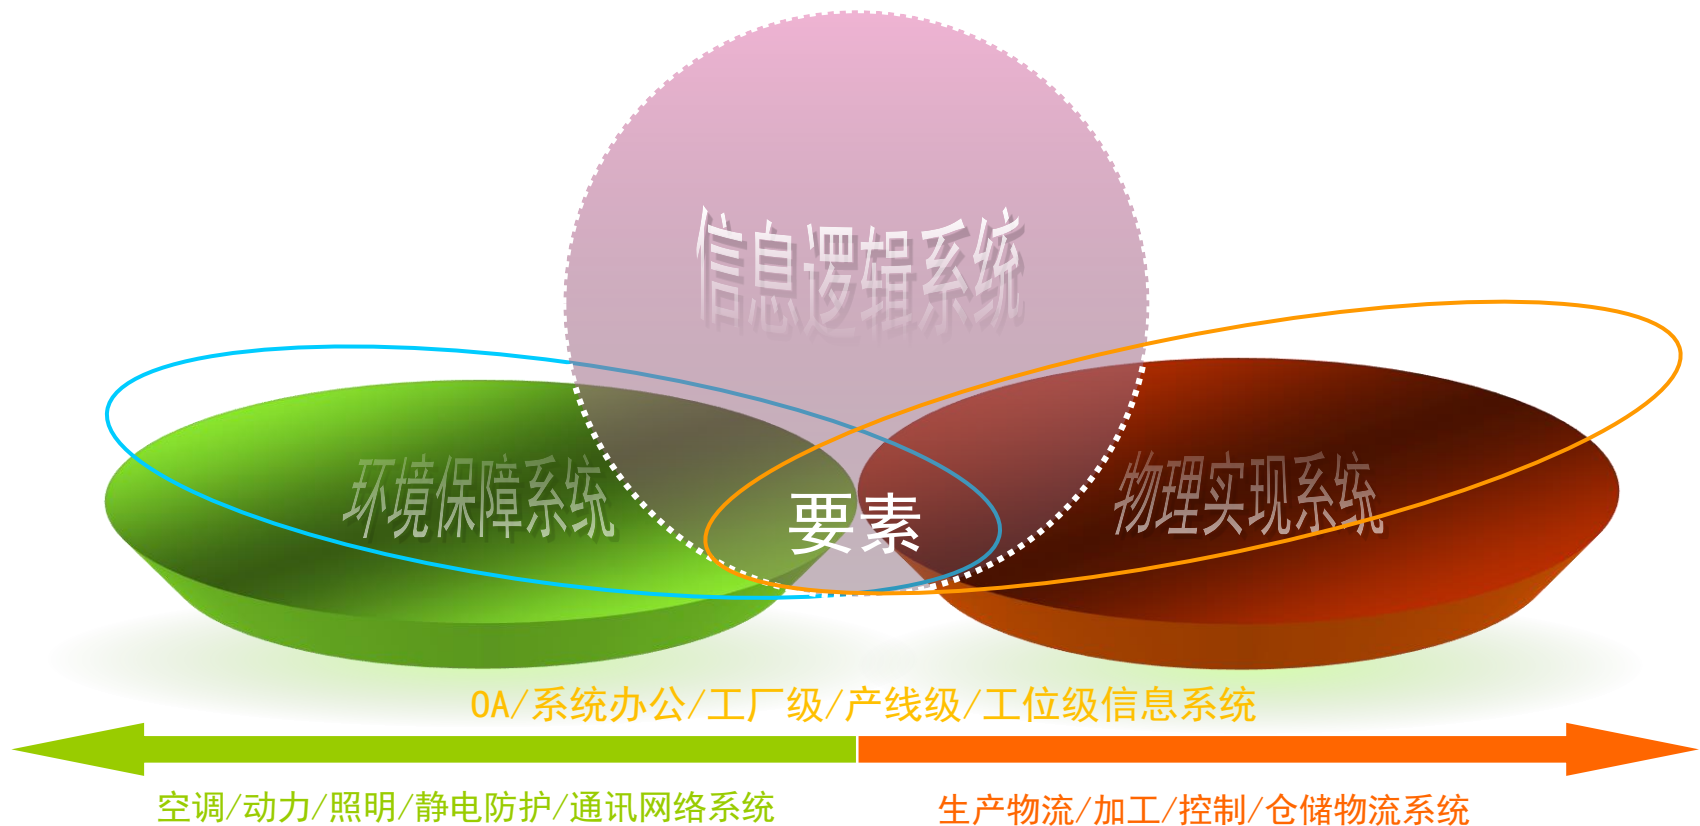 信息逻辑系统
环境保障系统
物理实现系统
要素
OA/系统办公/工厂级/产线级/工位级信息系统
空调/动力/照明/静电防护/通讯网络系统
生产物流/加工/控制/仓储物流系统